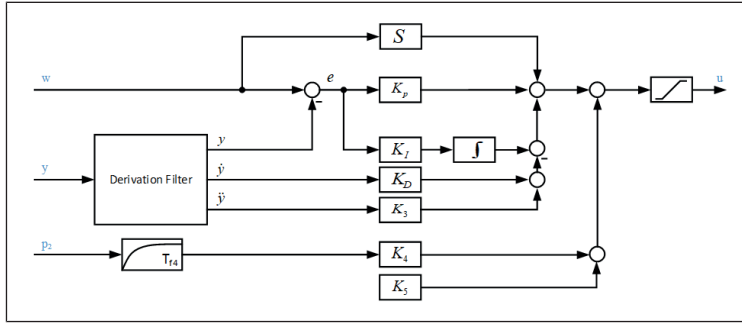 S
w
e
K_p
-
u
y
K_I
∫
-
y
Derivation Filter
ẏ
K_D
ÿ
K_3
p_2
T_f4
K_4
K_5